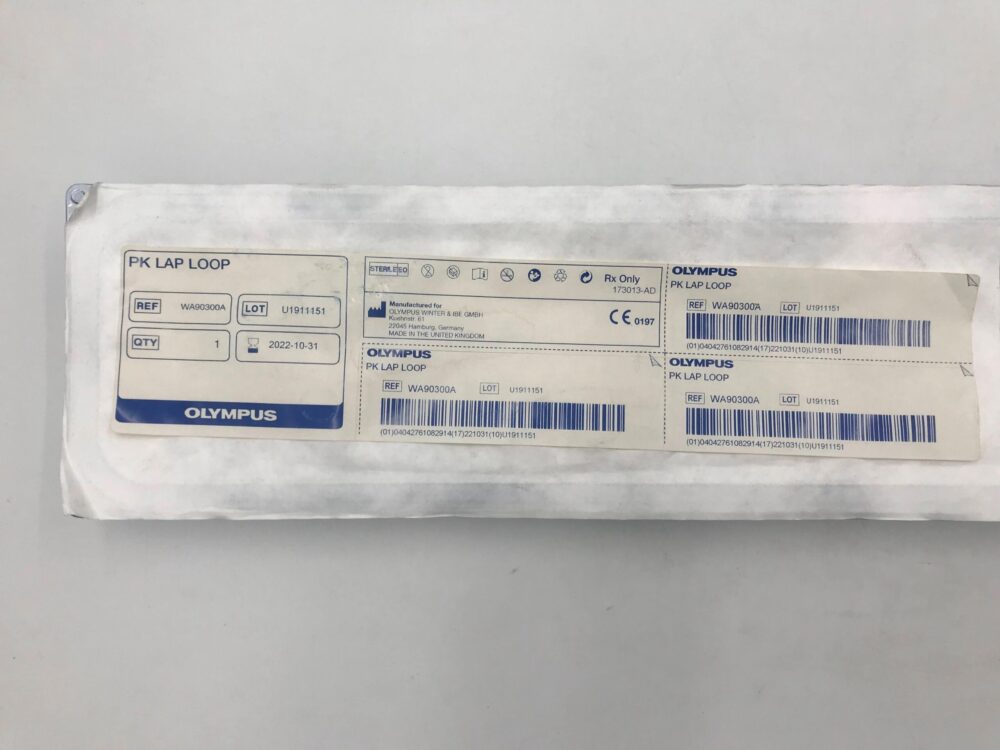 PK LAP LOOP
REF WA90300A LOT U1911151
QTY 1 2022-10-31
OLYMPUS
STERILE EO Rx Only
173013-AD
Manufactured for
OLYMPUS WINTER & IBE GMBH
Kuehnstr. 61
22045 Hamburg, Germany
MADE IN THE UNITED KINGDOM
CE 0197
OLYMPUS
PK LAP LOOP
REF WA90300A LOT U1911151
(01)04042761082914(17)221031(10)U1911151
OLYMPUS
PK LAP LOOP
REF WA90300A LOT U1911151
(01)04042761082914(17)221031(10)U1911151
OLYMPUS
PK LAP LOOP
REF WA90300A LOT U1911151
(01)04042761082914(17)221031(10)U1911151